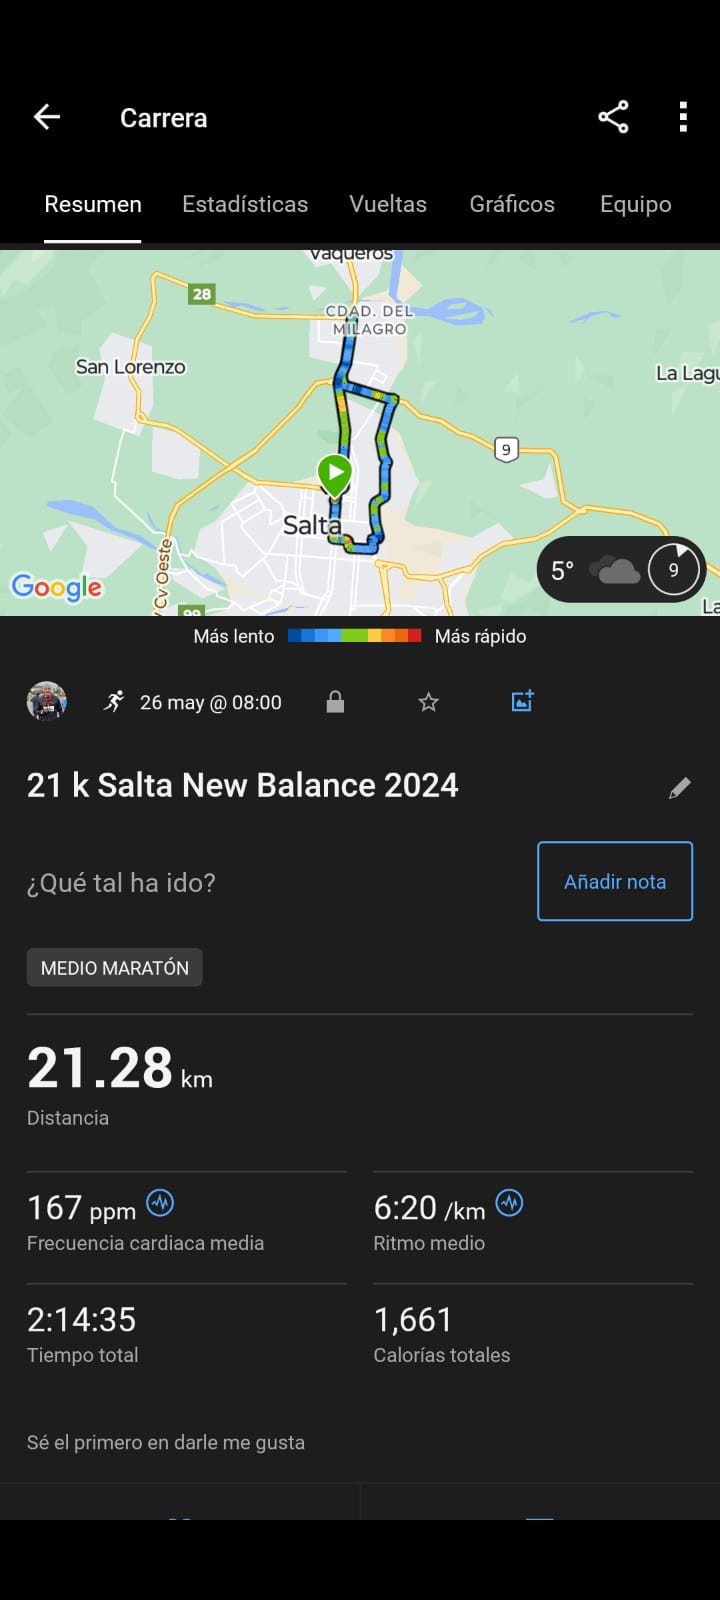 Carrera
Resumen Estadísticas Vueltas Gráficos Equipo
Vaqueros
28
CDAD. DEL
MILAGRO
San Lorenzo
La Lagu
9
Salta
Cv Oeste
5° 9
Google
99
La
Más lento Más rápido
26 may @ 08:00
21 k Salta New Balance 2024
¿Qué tal ha ido?
Añadir nota
MEDIO MARATÓN
21.28 km
Distancia
167 ppm 6:20 /km
Frecuencia cardiaca media Ritmo medio
2:14:35 1,661
Tiempo total Calorías totales
Sé el primero en darle me gusta